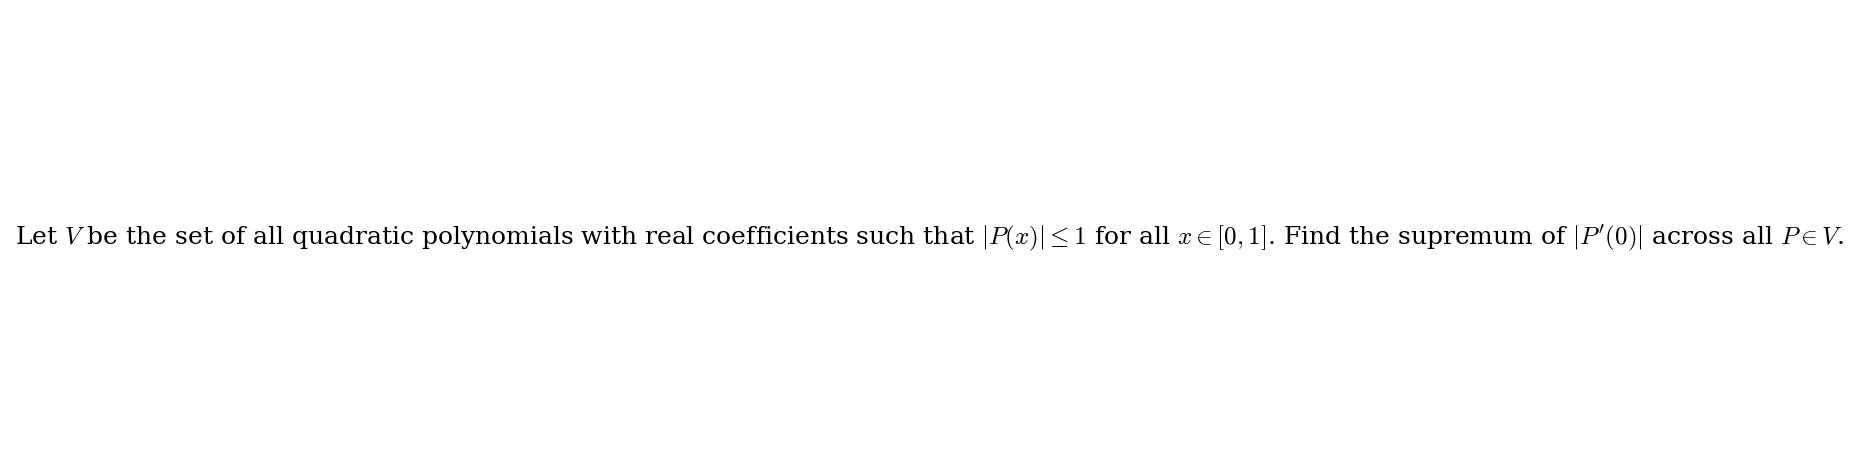 Let $V$ be the set of all quadratic polynomials with real coefficients such that $|P(x)| \leq 1$ for all $x \in [0, 1]$. Find the supremum of $|P'(0)|$ across all $P \in V$.